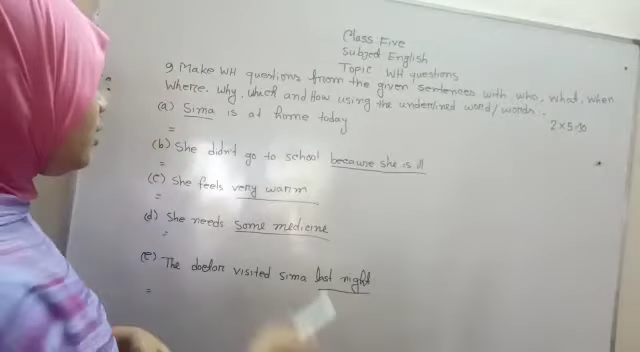 Class Five
Subject English
Topic WH questions
9. Make WH questions from the given sentences with who, what, when
where, why, which and How using the underlined word/words.
2×5=10
(a) Sima is at home today
=
(b) She didn't go to school because she is ill
=
(c) She feels very warm
=
(d) She needs some medicine
=
(e) The doctor visited sima last night
=